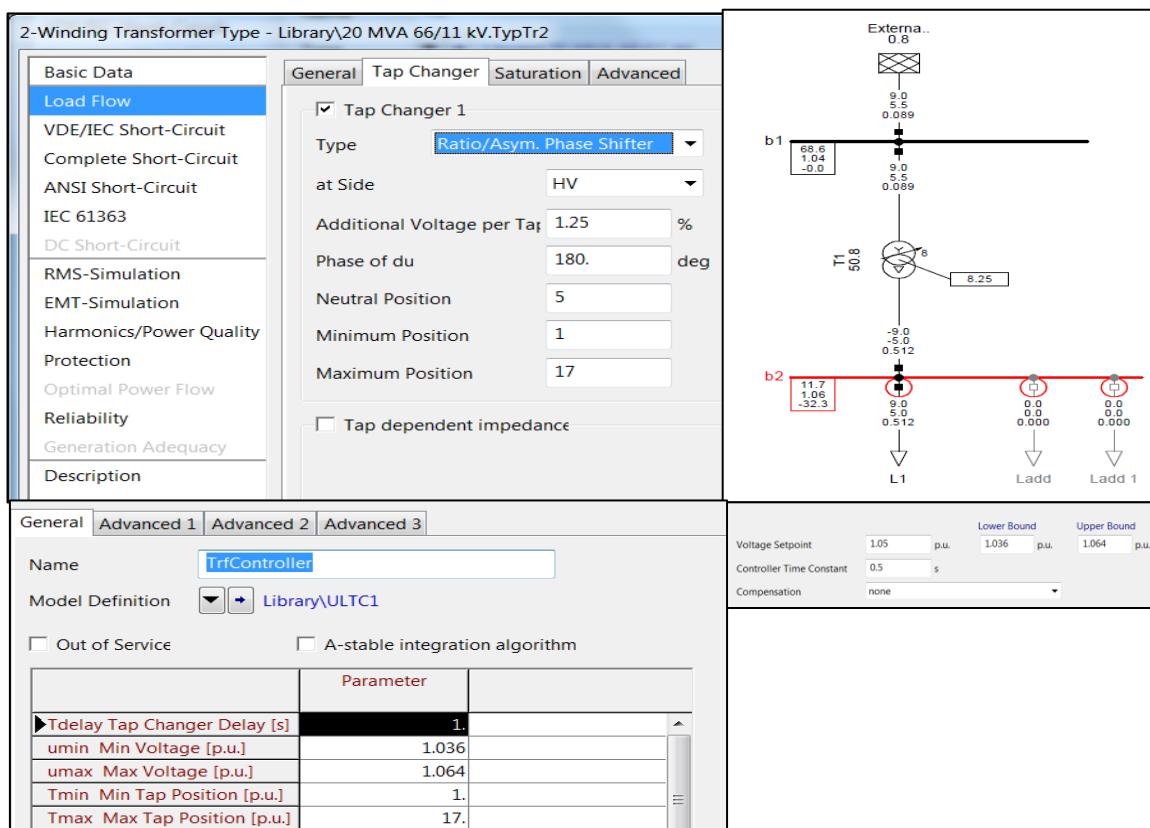 2-Winding Transformer Type - Library\20 MVA 66/11 kV.TypTr2
Basic Data
Load Flow
VDE/IEC Short-Circuit
Complete Short-Circuit
ANSI Short-Circuit
IEC 61363
DC Short-Circuit
RMS-Simulation
EMT-Simulation
Harmonics/Power Quality
Protection
Optimal Power Flow
Reliability
Generation Adequacy
Description
General Tap Changer Saturation Advanced
Tap Changer 1
Type Ratio/Asym. Phase Shifter
at Side HV
Additional Voltage per Tap 1.25 %
Phase of du 180. deg
Neutral Position 5
Minimum Position 1
Maximum Position 17
Tap dependent impedance
Externa..
0.8
9.0
5.5
0.089
b1
68.6
1.04
-0.0
9.0
5.5
0.089
T1
50.8
8
8.25
-9.0
-5.0
0.512
b2
11.7
1.06
-32.3
9.0
5.0
0.512
0.0
0.0
0.000
0.0
0.0
0.000
L1 Ladd Ladd 1
General Advanced 1 Advanced 2 Advanced 3
Name TrfController
Model Definition Library\ULTC1
Out of Service A-stable integration algorithm
Parameter
Tdelay Tap Changer Delay [s] 1.
umin Min Voltage [p.u.] 1.036
umax Max Voltage [p.u.] 1.064
Tmin Min Tap Position [p.u.] 1.
Tmax Max Tap Position [p.u.] 17.
Lower Bound Upper Bound
Voltage Setpoint 1.05 p.u. 1.036 p.u. 1.064 p.u.
Controller Time Constant 0.5 s
Compensation none